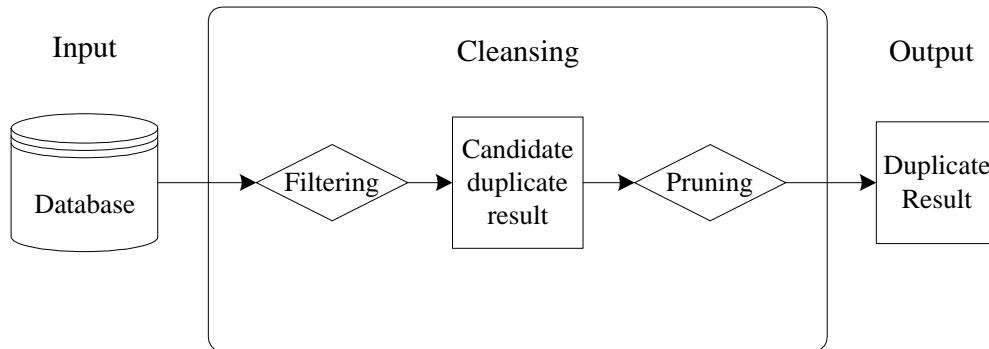 Input
Cleansing
Output
Database
Filtering
Candidate
duplicate
result
Pruning
Duplicate
Result